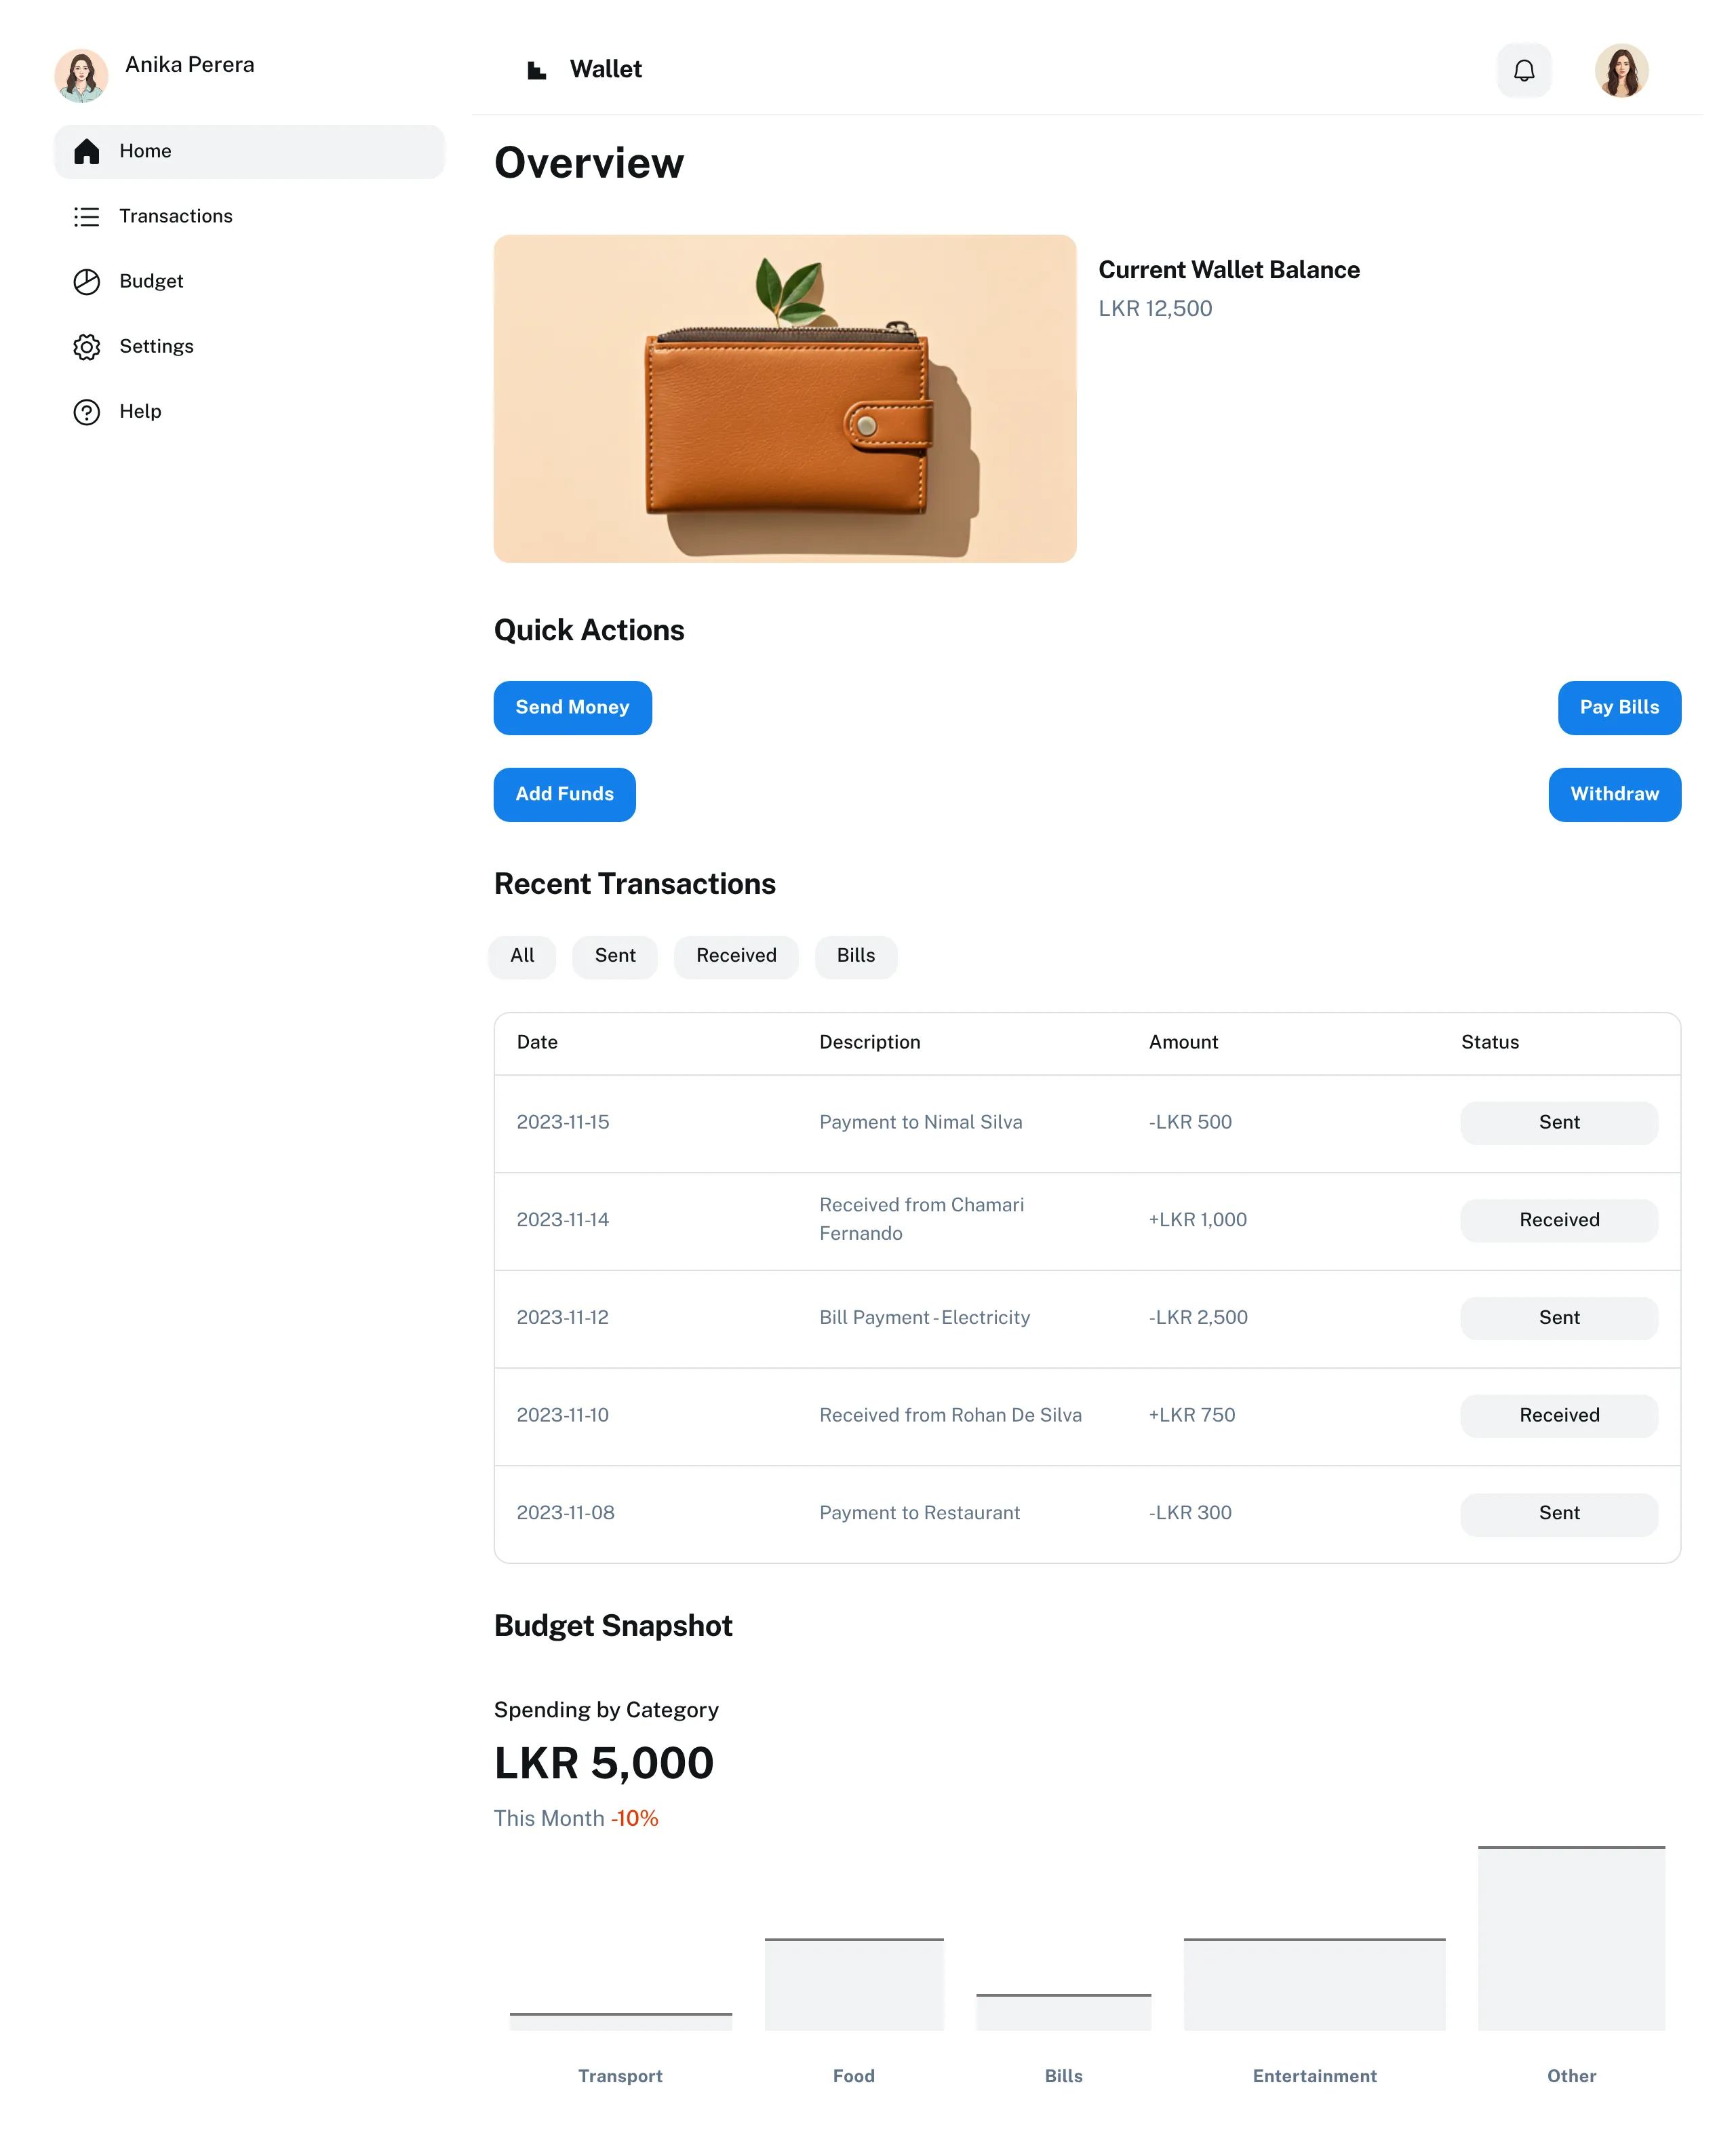 Anika Perera
Home
Transactions
Budget
Settings
Help
Wallet
Overview
Current Wallet Balance
LKR 12,500
Quick Actions
Send Money
Pay Bills
Add Funds
Withdraw
Recent Transactions
All Sent Received Bills
Date Description Amount Status
2023-11-15 Payment to Nimal Silva -LKR 500 Sent
2023-11-14 Received from Chamari Fernando +LKR 1,000 Received
2023-11-12 Bill Payment - Electricity -LKR 2,500 Sent
2023-11-10 Received from Rohan De Silva +LKR 750 Received
2023-11-08 Payment to Restaurant -LKR 300 Sent
Budget Snapshot
Spending by Category
LKR 5,000
This Month -10%
Transport Food Bills Entertainment Other